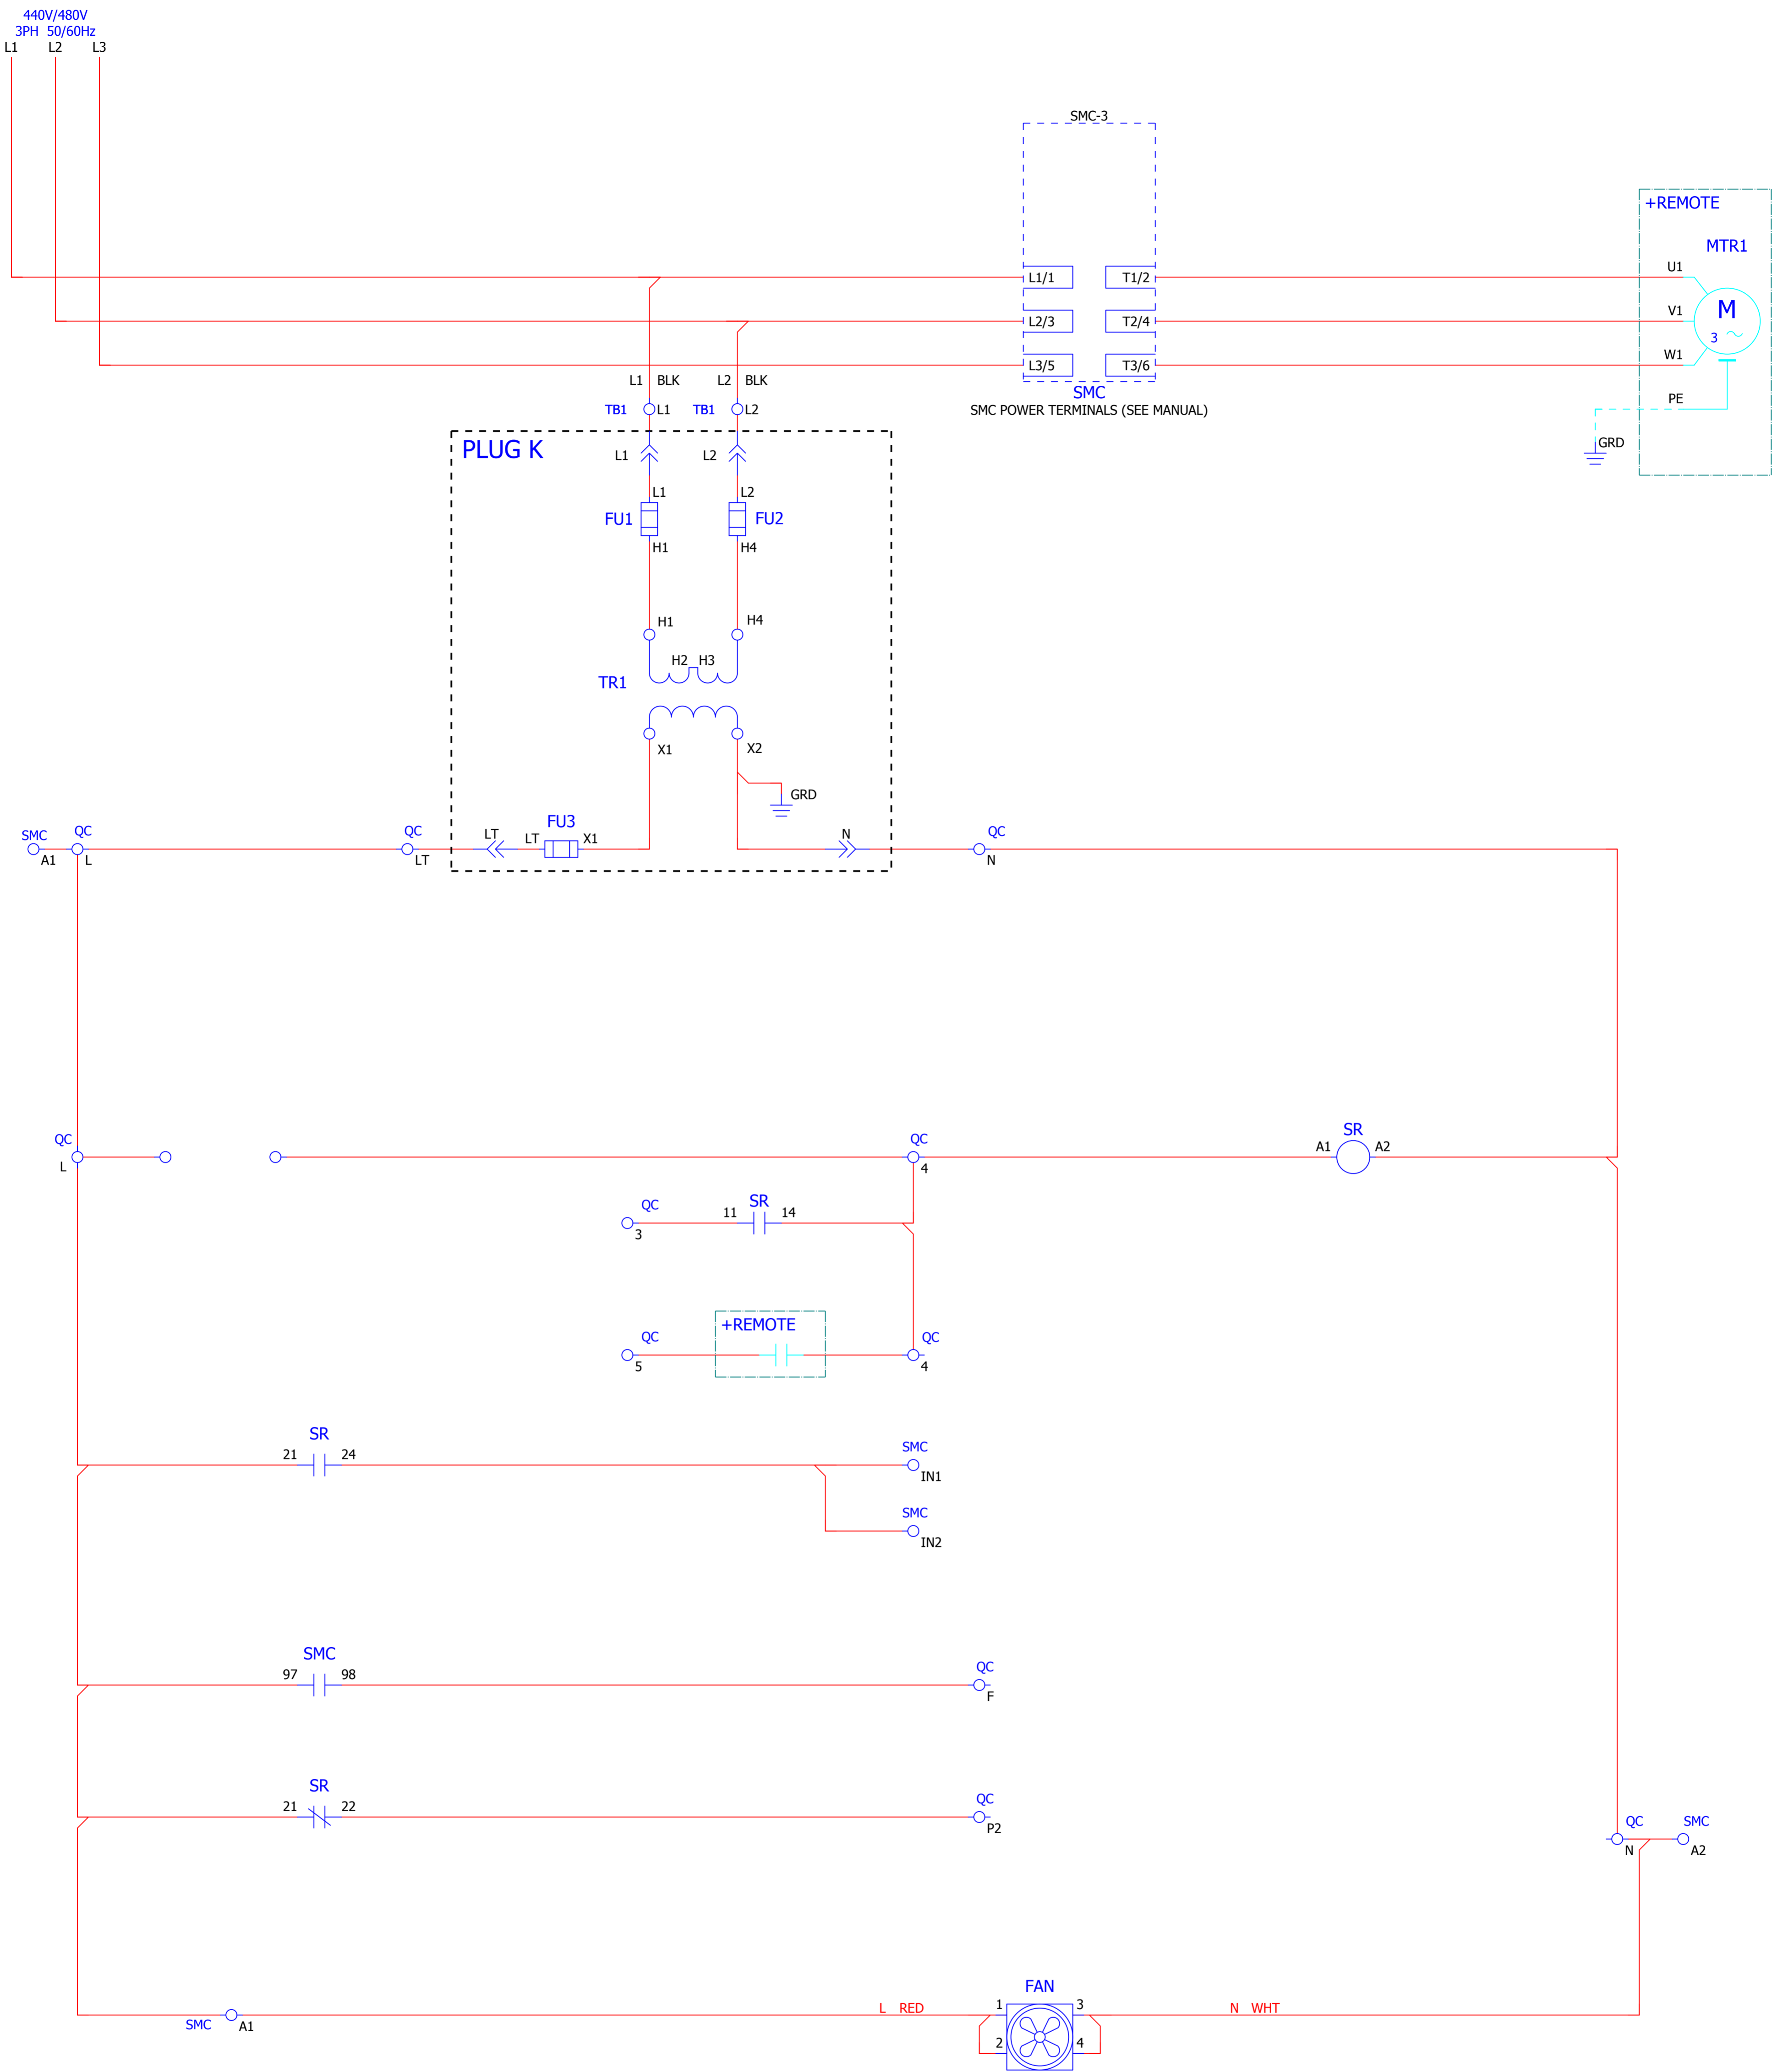 440V/480V
3PH 50/60Hz
L1 L2 L3
SMC-3
+REMOTE
MTR1
L1/1 T1/2 U1
L2/3 T2/4 V1
M
3
L3/5 T3/6 W1
L1 BLK L2 BLK
SMC
SMC POWER TERMINALS (SEE MANUAL)
PE
GRD
TB1 L1 TB1 L2
PLUG K
L1 L2
L1 L2
FU1 FU2
H1 H4
H1 H4
H2 H3
TR1
X1 X2
GRD
SMC QC QC LT FU3 N QC
LT X1
A1 L LT N
QC QC SR
A1 A2
L 4
QC SR
11 14
3
+REMOTE
QC QC
5 4
SR
21 24 SMC
IN1
SMC
IN2
SMC
97 98 QC
F
SR
21 22 QC
P2
QC SMC
N A2
FAN
L RED 1 3 N WHT
SMC A1
2 4